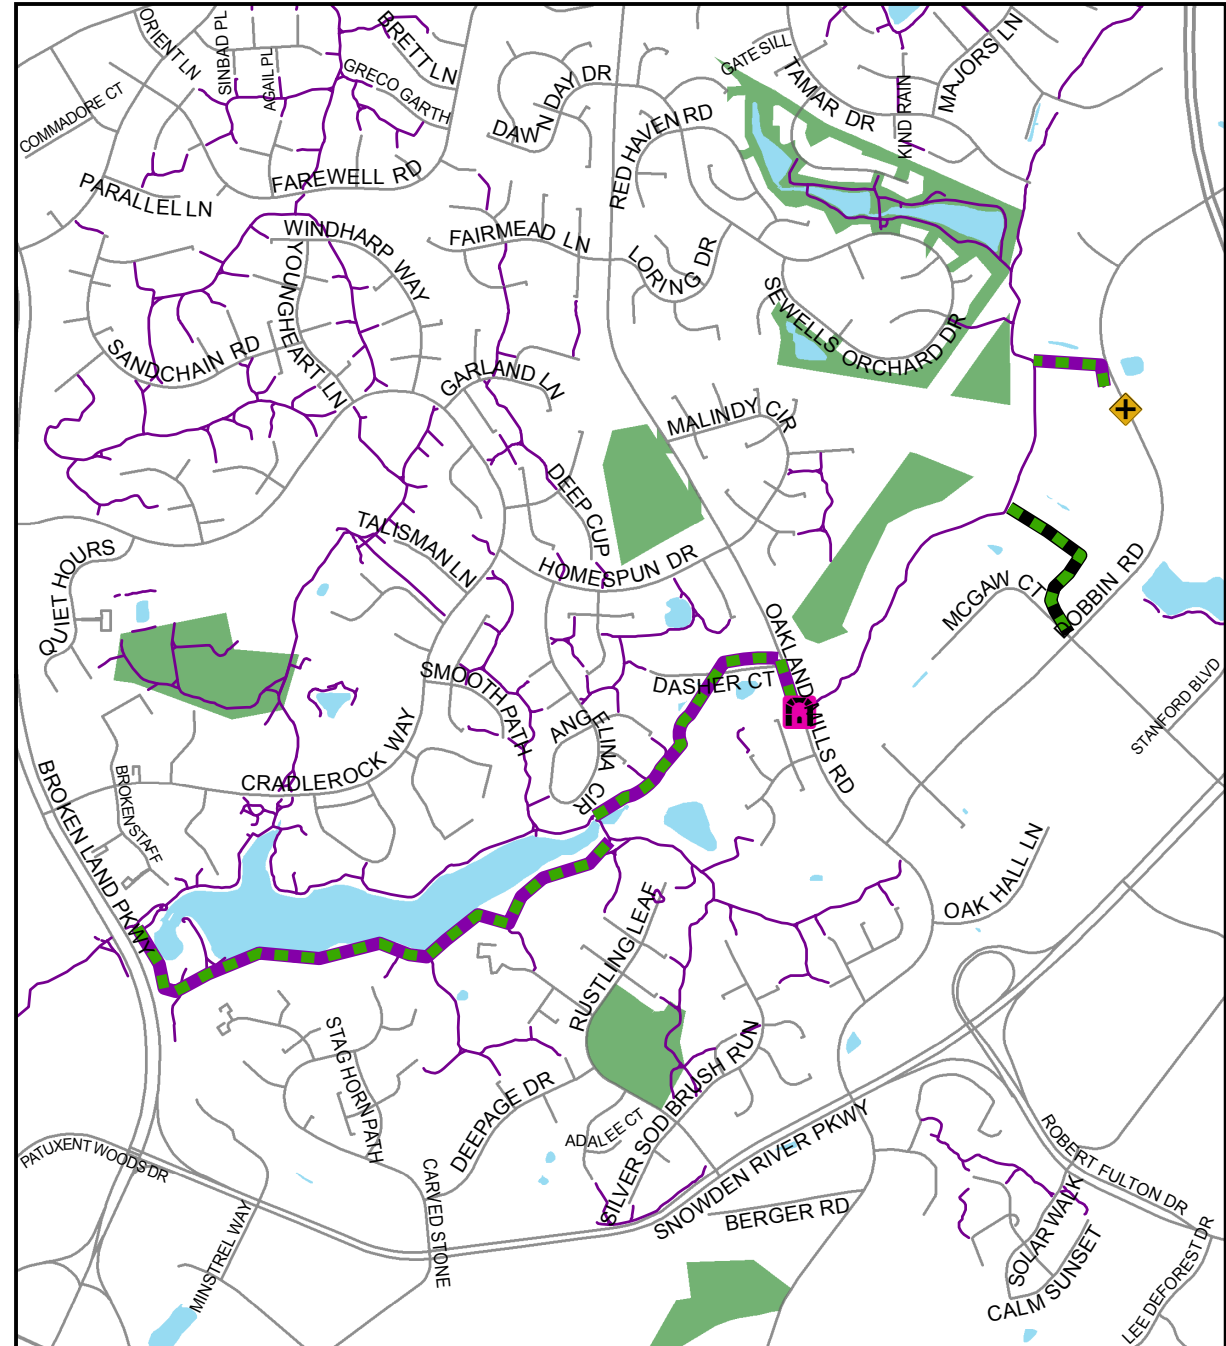 ORIENT LN
SINBAD PL
AGAIL PL
BRETT LN
GRECO GARTH
COMMADORE CT
DAWN DAY DR
GATESILL
TAMAR DR
KIND RAIN
MAJORS LN
RED HAVEN RD
FAREWELL RD
PARALLEL LN
WINDHARP WAY
FAIRMEAD LN
LORING DR
YOUNGHEART LN
SEWELLS ORCHARD DR
SANDCHAIN RD
GARLAND LN
MALINDY CIR
DEEP CUP
TALISMAN LN
QUIET HOURS
HOMESPUN DR
MCGAW CT
DOBBIN RD
OAKLAND MILLS RD
SMOOTH PATH
DASHER CT
STANFORD BLVD
ANGELINA CIR
CRADLEROCK WAY
BROKEN LAND PKWY
BROKENSTAFF
OAK HALL LN
RUSTLING LEAF
STAGHORN PATH
DEEPAGE DR
ADALEE CT
SILVER SOD BRUSH RUN
SNOWDEN RIVER PKWY
PATUXENT WOODS DR
CARVED STONE
MINSTREL WAY
BERGER RD
ROBERT FULTON DR
SOLAR WALK
CALM SUNSET
LEE DEFOREST DR